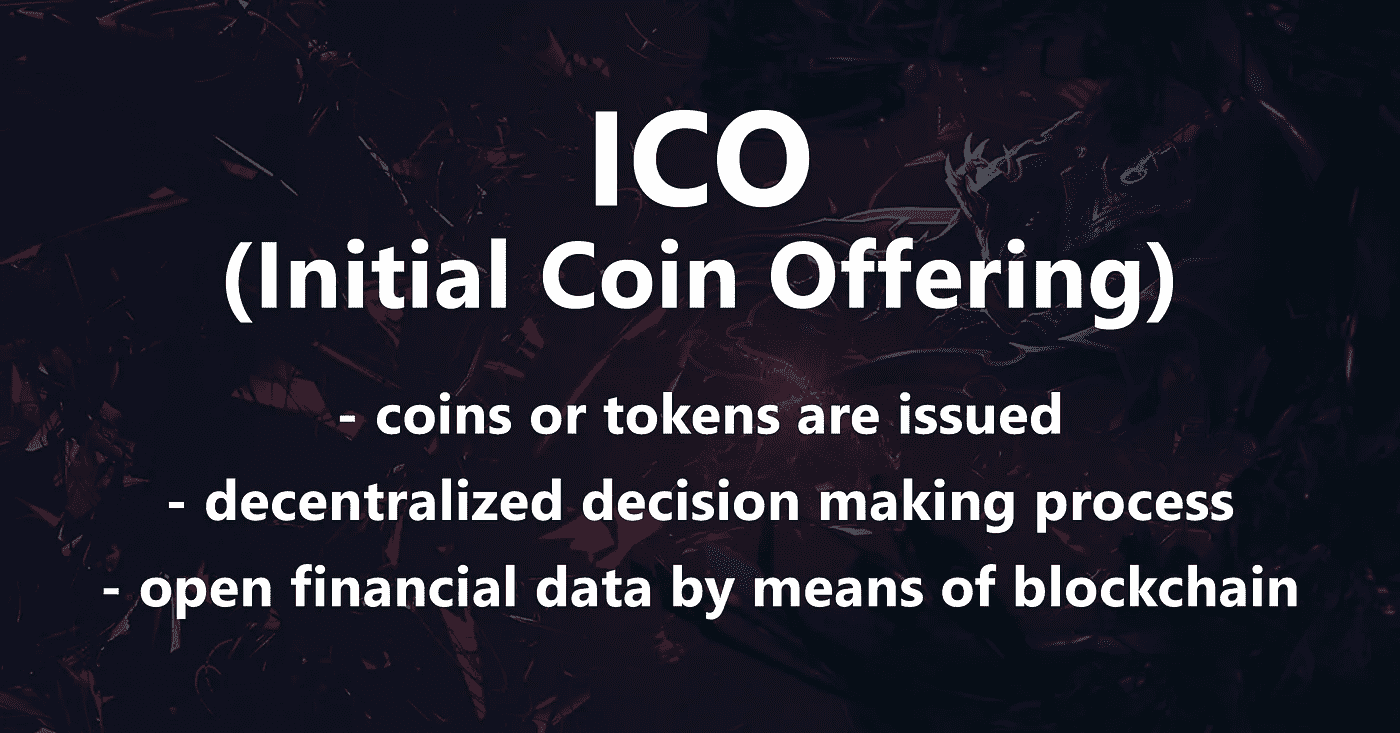 ICO
(Initial Coin Offering)
- coins or tokens are issued
- decentralized decision making process
- open financial data by means of blockchain